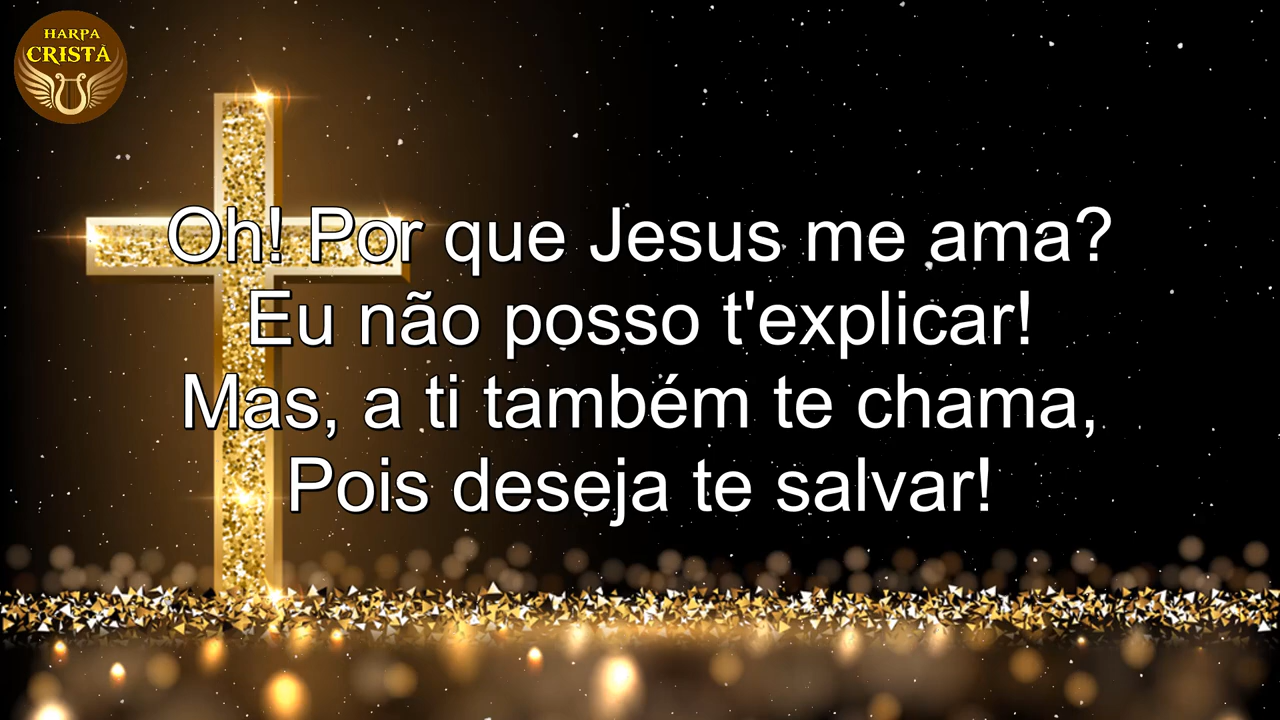 HARPA
CRISTÃ
Oh! Por que Jesus me ama?
Eu não posso t'explicar!
Mas, a ti também te chama,
Pois deseja te salvar!